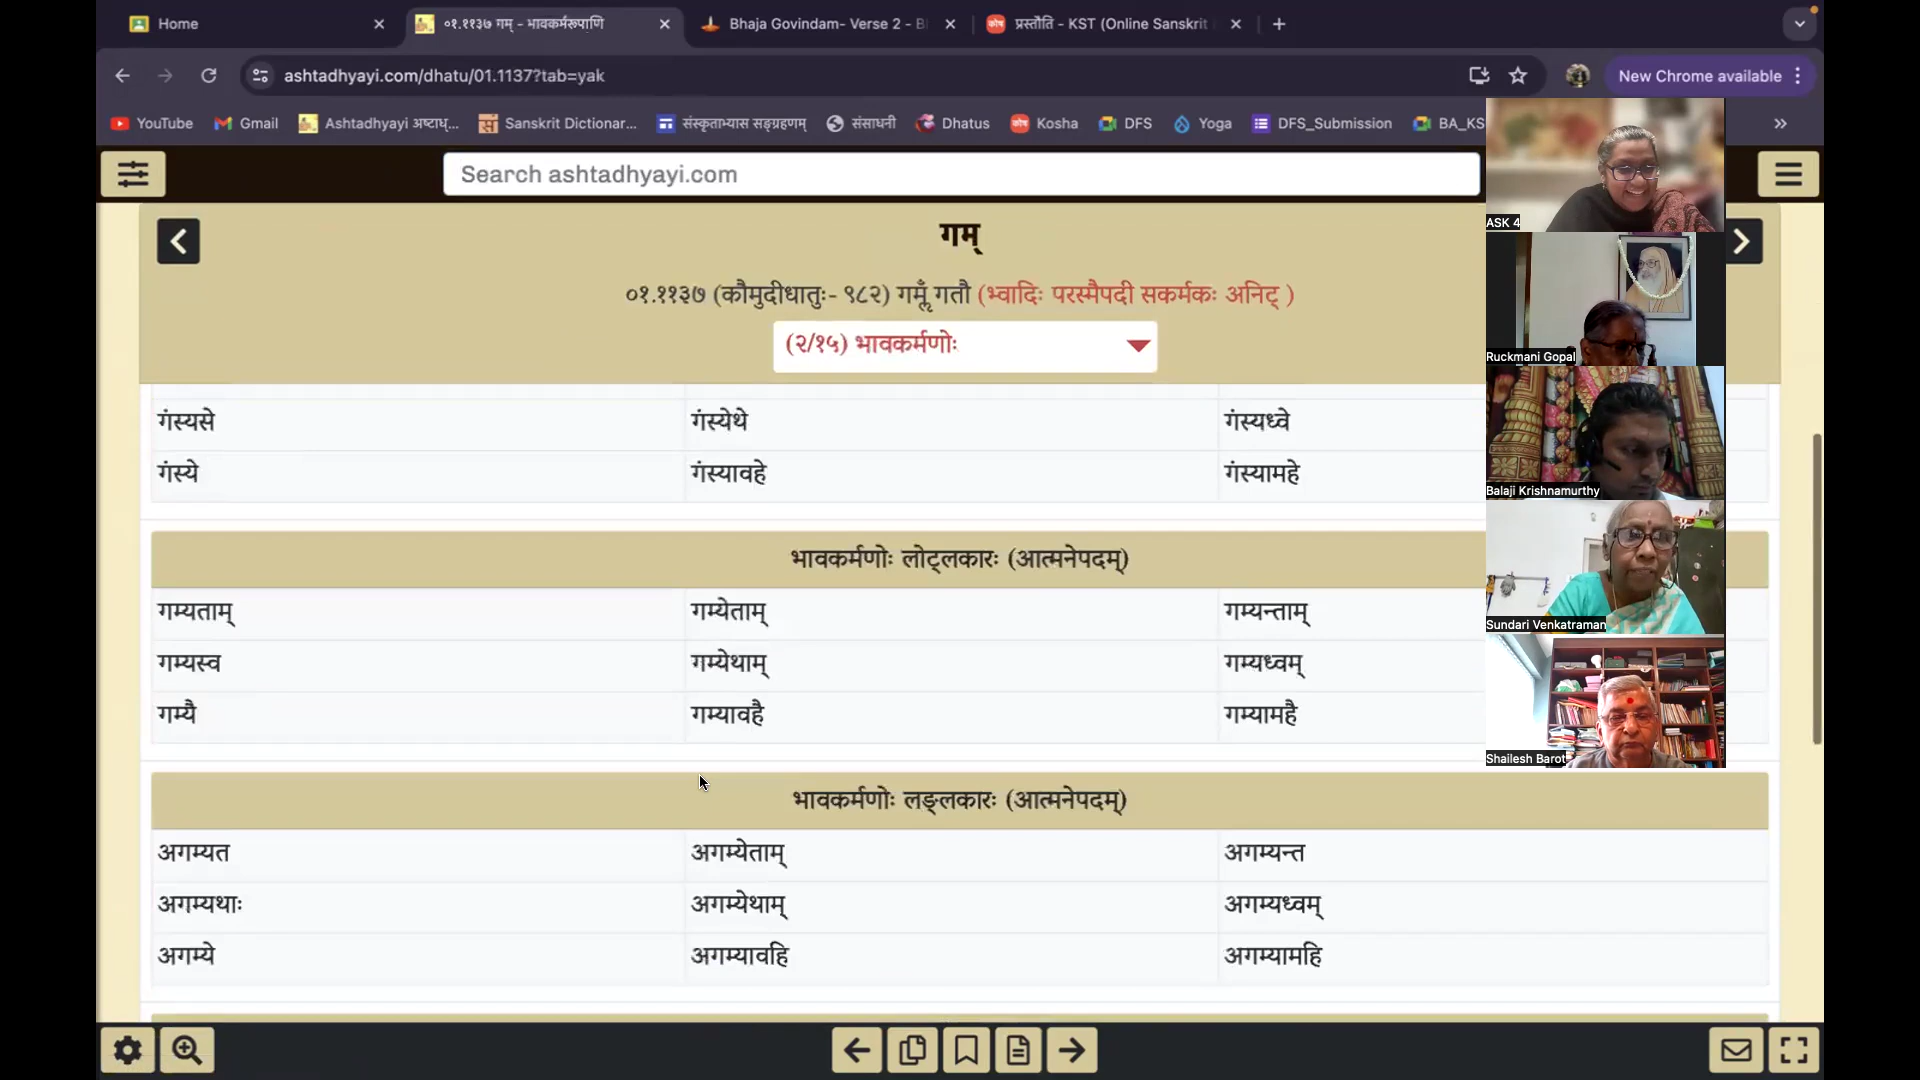 Home
०१.११३७ गम् - भावकर्मरूपाणि
Bhaja Govindam- Verse 2 - B
प्रस्तौति - KST (Online Sanskrit
ashtadhyayi.com/dhatu/01.1137?tab=yak
New Chrome available
YouTube
Gmail
Ashtadhyayi अष्टाध्...
Sanskrit Dictionar...
संस्कृताभ्यास सङ्ग्रहणम्
संसाधनी
Dhatus
Kosha
DFS
Yoga
DFS_Submission
BA_KS
Search ashtadhyayi.com
गम्
०१.११३७ (कौमुदीधातुः- ९८२) गमॢँ गतौ (भ्वादिः परस्मैपदी सकर्मकः अनिट् )
(२/१५) भावकर्मणोः
गंस्यसे गंस्येथे गंस्यध्वे
गंस्ये गंस्यावहे गंस्यामहे
भावकर्मणोः लोट्लकारः (आत्मनेपदम्)
गम्यताम् गम्येताम् गम्यन्ताम्
गम्यस्व गम्येथाम् गम्यध्वम्
गम्यै गम्यावहै गम्यामहै
भावकर्मणोः लङ्लकारः (आत्मनेपदम्)
अगम्यत अगम्येताम् अगम्यन्त
अगम्यथाः अगम्येथाम् अगम्यध्वम्
अगम्ये अगम्यावहि अगम्यामहि
ASK 4
Ruckmani Gopal
Balaji Krishnamurthy
Sundari Venkatraman
Shailesh Barot